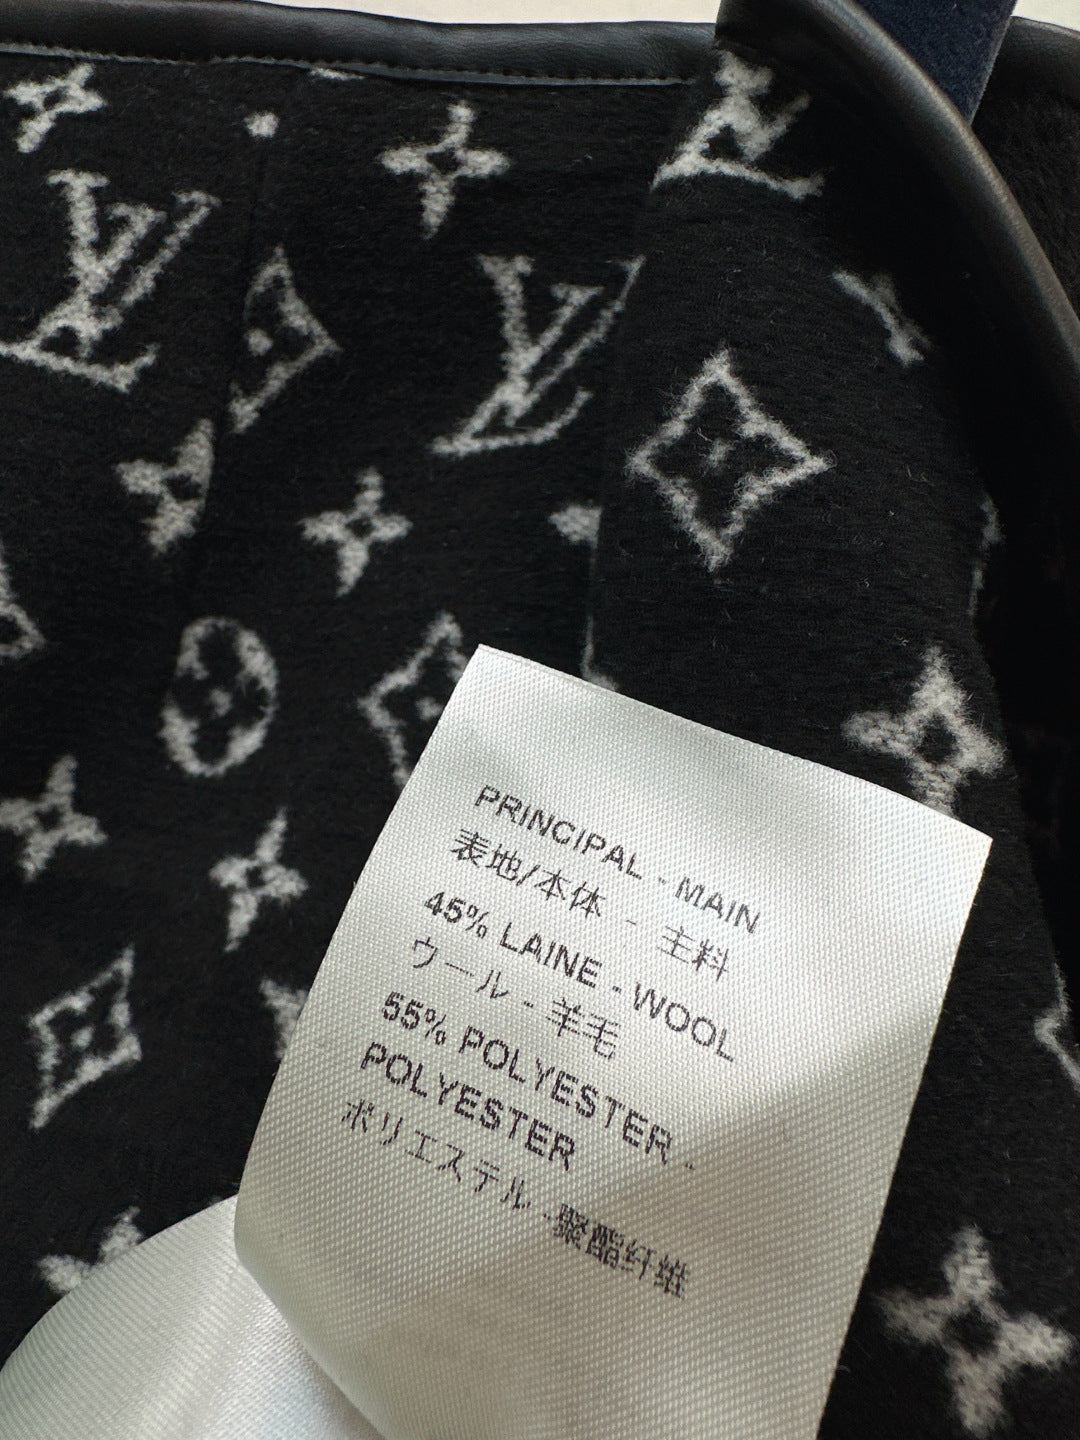 PRINCIPAL - MAIN
表地/本体 - 主料
45% LAINE - WOOL
ウール - 羊毛
55% POLYESTER -
POLYESTER
ポリエステル - 聚酯纤维